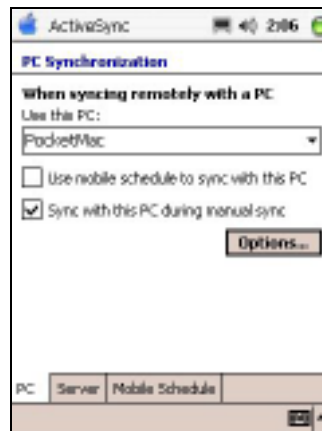 ActiveSync 2:06
PC Synchronization
When syncing remotely with a PC
Use this PC:
PocketMac
Use mobile schedule to sync with this PC
Sync with this PC during manual sync
Options...
PC Server Mobile Schedule